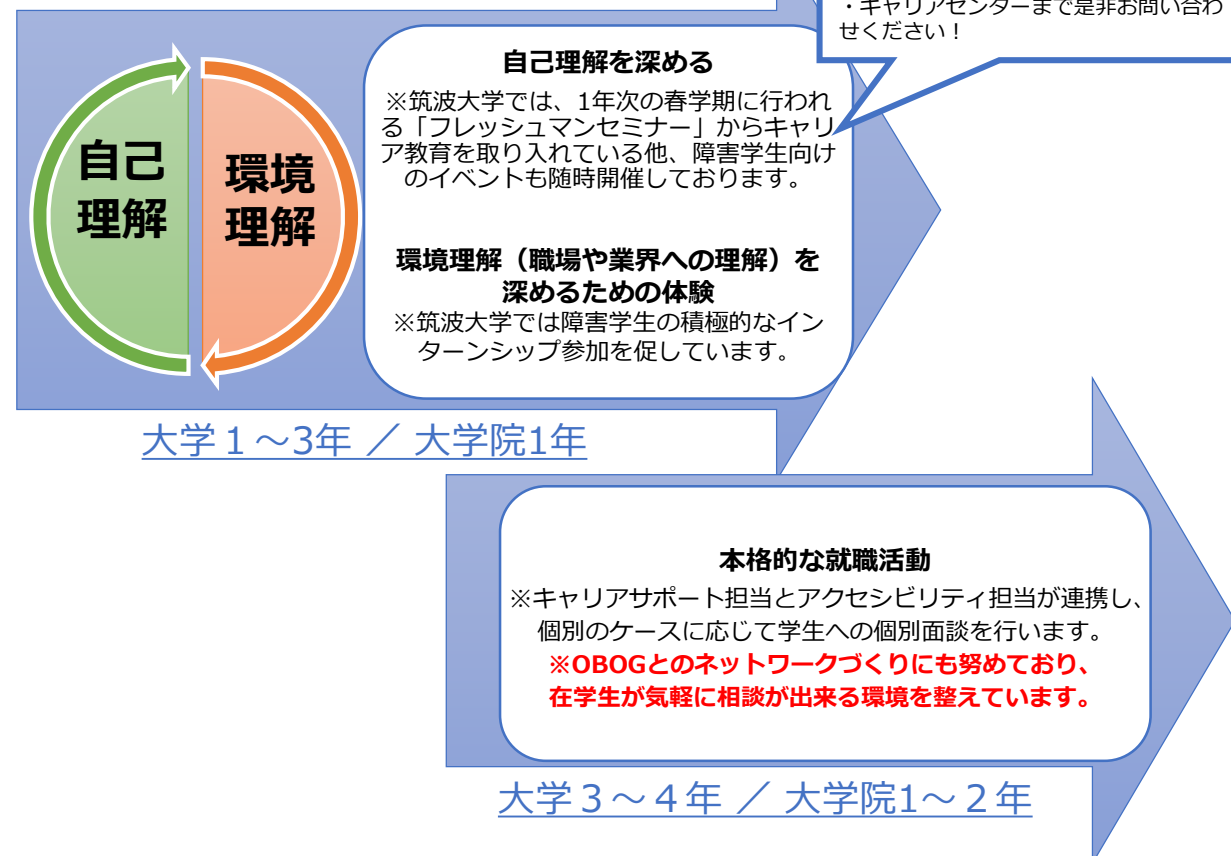 ・キャリアセンターまで是非お問い合わ
せください！
自己
理解
環境
理解
自己理解を深める
※筑波大学では、1年次の春学期に行われ
る「フレッシュマンセミナー」からキャリ
ア教育を取り入れている他、障害学生向け
のイベントも随時開催しております。
環境理解（職場や業界への理解）を
深めるための体験
※筑波大学では障害学生の積極的なイン
ターンシップ参加を促しています。
大学１～3年 ／ 大学院1年
本格的な就職活動
※キャリアサポート担当とアクセシビリティ担当が連携し、
個別のケースに応じて学生への個別面談を行います。
※OBOGとのネットワークづくりにも努めており、
在学生が気軽に相談が出来る環境を整えています。
大学３～４年 ／ 大学院1～２年